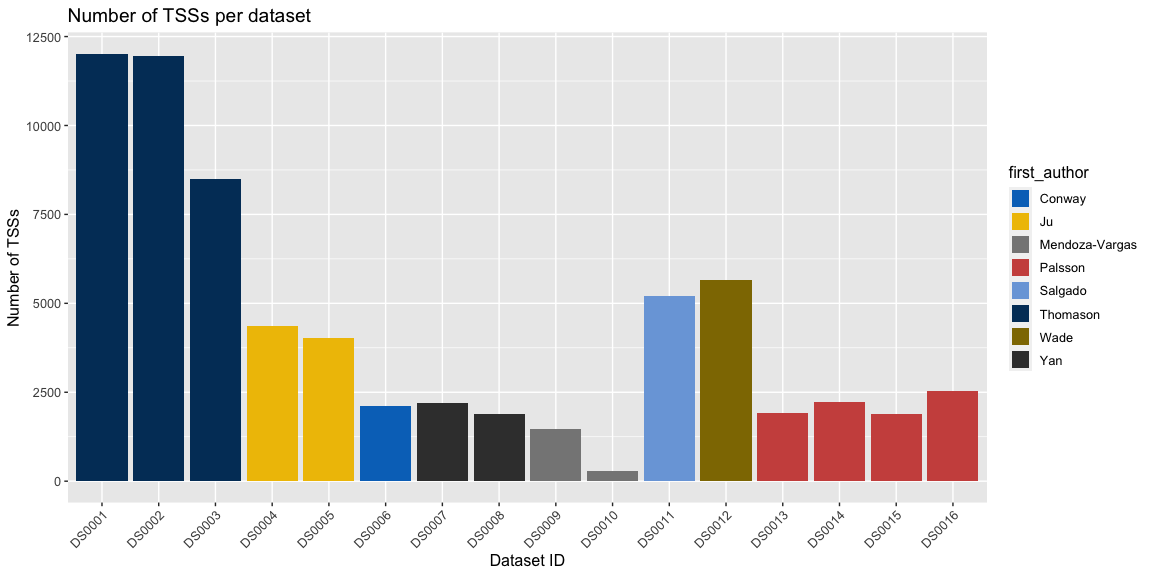 Number of TSSs per dataset
Number of TSSs
12500
10000
7500
5000
2500
0
DS0001
DS0002
DS0003
DS0004
DS0005
DS0006
DS0007
DS0008
DS0009
DS0010
DS0011
DS0012
DS0013
DS0014
DS0015
DS0016
Dataset ID
first_author
Conway
Ju
Mendoza-Vargas
Palsson
Salgado
Thomason
Wade
Yan